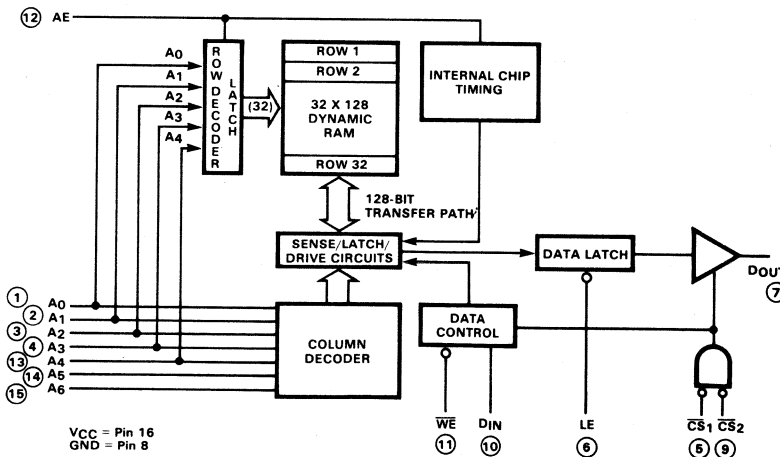 12 AE
A0
A1
A2
A3
A4
ROW DECODER
LATCH
(32)
ROW 1
ROW 2
32 X 128
DYNAMIC
RAM
ROW 32
INTERNAL CHIP
TIMING
128-BIT
TRANSFER PATH
SENSE/LATCH/
DRIVE CIRCUITS
DATA LATCH
DOUT
7
1 A0
2 A1
3 A2
4 A3
13 A4
14 A5
15 A6
COLUMN
DECODER
DATA
CONTROL
WE
11
DIN
10
LE
6
CS1 CS2
5 9
VCC = Pin 16
GND = Pin 8